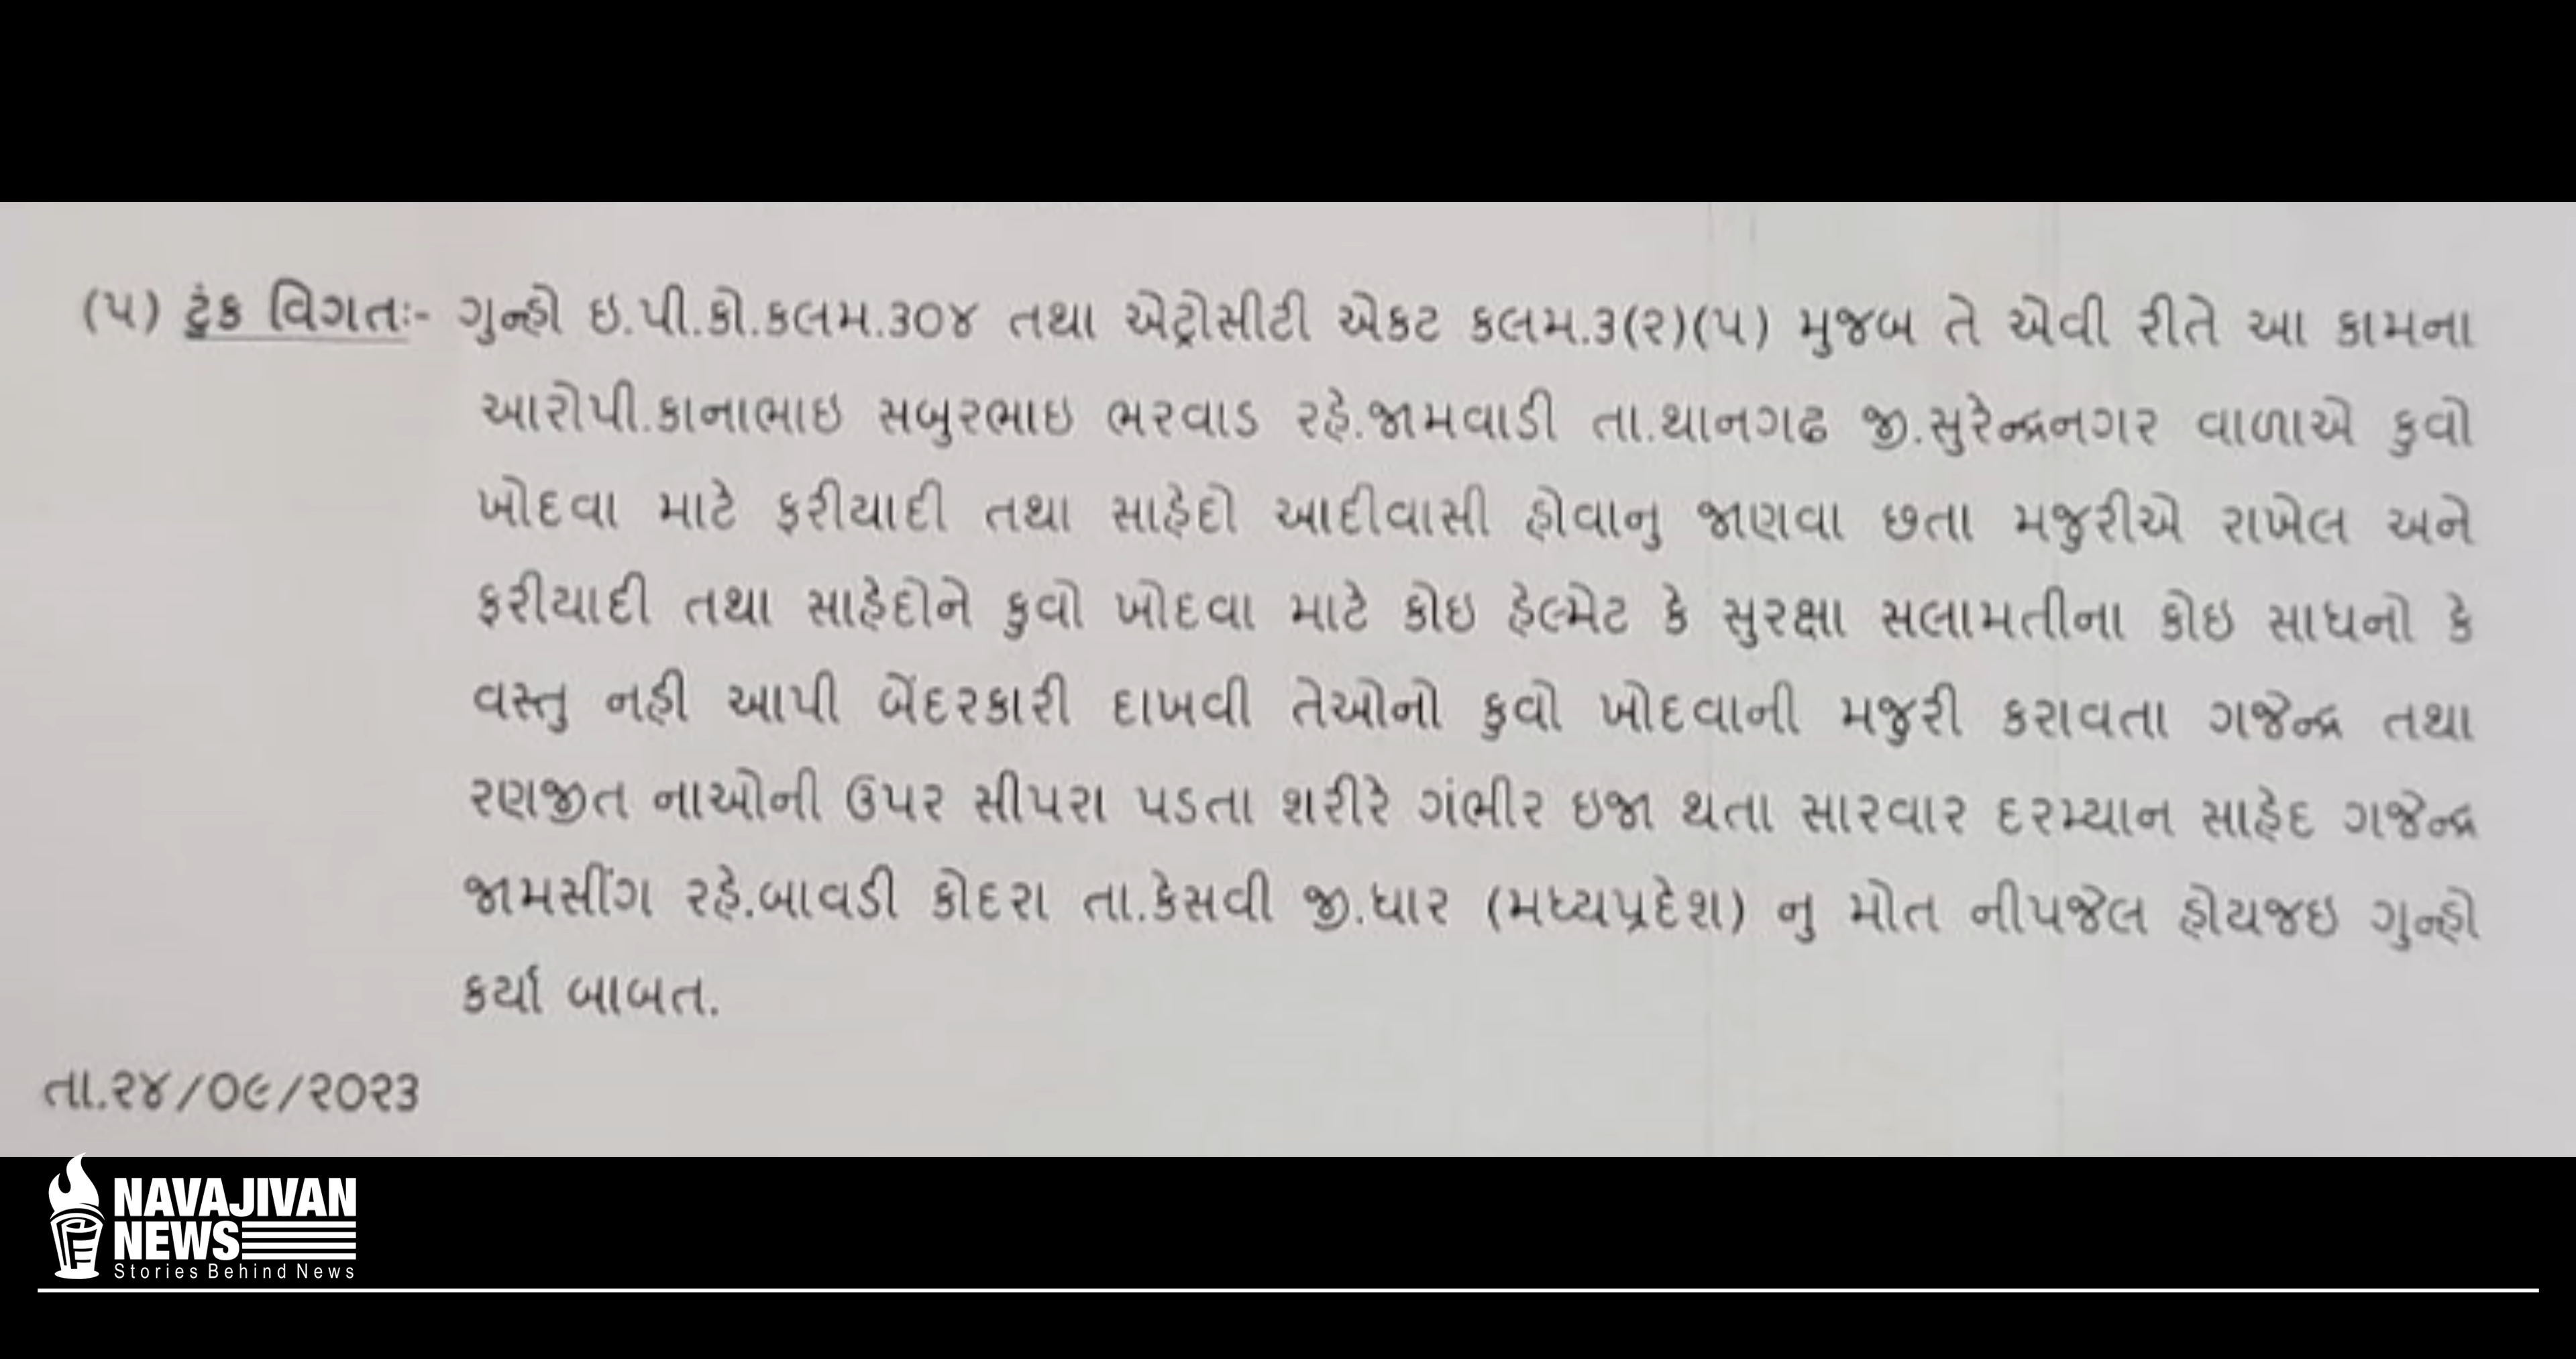 (૫) ટુંક વિગતઃ- ગુન્હો ઇ.પી.કો.કલમ.૩૦૪ તથા એટ્રોસીટી એકટ કલમ.૩(૨)(૫) મુજબ તે એવી રીતે આ કામના
આરોપી.કાનાભાઇ સબુરભાઇ ભરવાડ રહે.જામવાડી તા.થાનગઢ જી.સુરેન્દ્રનગર વાળાએ કુવો
ખોદવા માટે ફરીયાદી તથા સાહેદો આદીવાસી હોવાનુ જાણવા છતા મજુરીએ રાખેલ અને
ફરીયાદી તથા સાહેદોને કુવો ખોદવા માટે કોઇ હેલ્મેટ કે સુરક્ષા સલામતીના કોઇ સાધનો કે
વસ્તુ નહી આપી બેંદરકારી દાખવી તેઓનો કુવો ખોદવાની મજુરી કરાવતા ગજેન્દ્ર તથા
રણજીત નાઓની ઉપર સીપરા પડતા શરીરે ગંભીર ઇજા થતા સારવાર દરમ્યાન સાહેદ ગજેન્દ્ર
જામસીંગ રહે.બાવડી કોદરા તા.કેસવી જી.ધાર (મધ્યપ્રદેશ) નુ મોત નીપજેલ હોયજઇ ગુન્હો
કર્યા બાબત.
તા.૨૪/૦૯/૨૦૨૩
NAVAJIVAN
NEWS
Stories Behind News